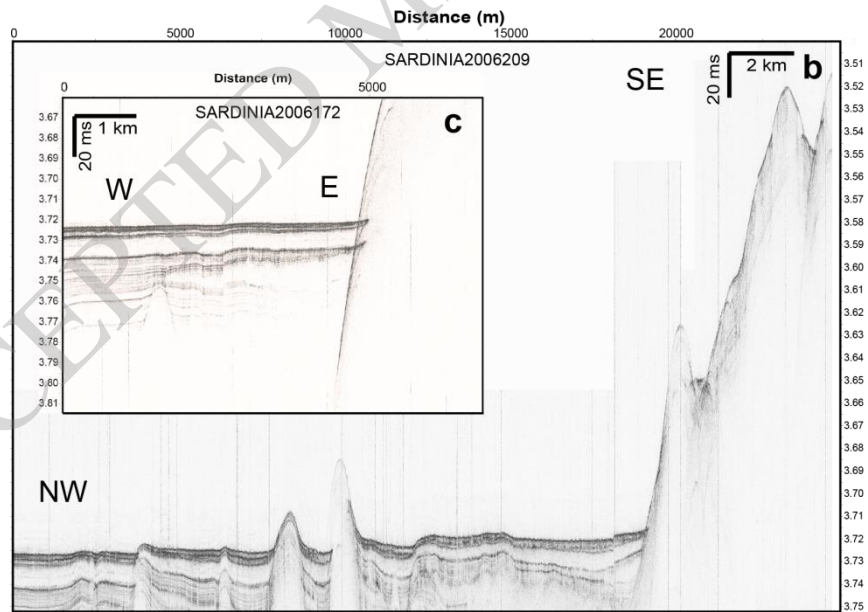 Distance (m)
0 5000 10000 15000 20000
SARDINIA2006209
SE
20 ms
2 km
b
3.51
3.52
3.53
3.54
3.55
3.56
3.57
3.58
3.59
3.60
3.61
3.62
3.63
3.64
3.65
3.66
3.67
3.68
3.69
3.70
3.71
3.72
3.73
3.74
3.75
Distance (m)
0 5000
SARDINIA2006172
20 ms
1 km
c
W
E
3.67
3.68
3.69
3.70
3.71
3.72
3.73
3.74
3.75
3.76
3.77
3.78
3.79
3.80
3.81
NW
CEPTED M